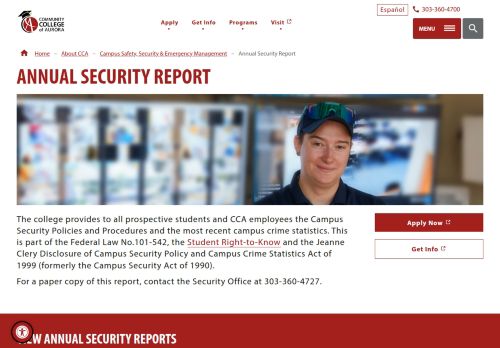 Español 303-360-4700
COMMUNITY
COLLEGE
of AURORA
Apply Get Info Programs Visit
MENU
Home About CCA Campus Safety, Security & Emergency Management Annual Security Report
ANNUAL SECURITY REPORT
The college provides to all prospective students and CCA employees the Campus
Security Policies and Procedures and the most recent campus crime statistics. This
is part of the Federal Law No.101-542, the Student Right-to-Know and the Jeanne
Clery Disclosure of Campus Security Policy and Campus Crime Statistics Act of
1999 (formerly the Campus Security Act of 1990).
For a paper copy of this report, contact the Security Office at 303-360-4727.
Apply Now
Get Info
ANNUAL SECURITY REPORTS